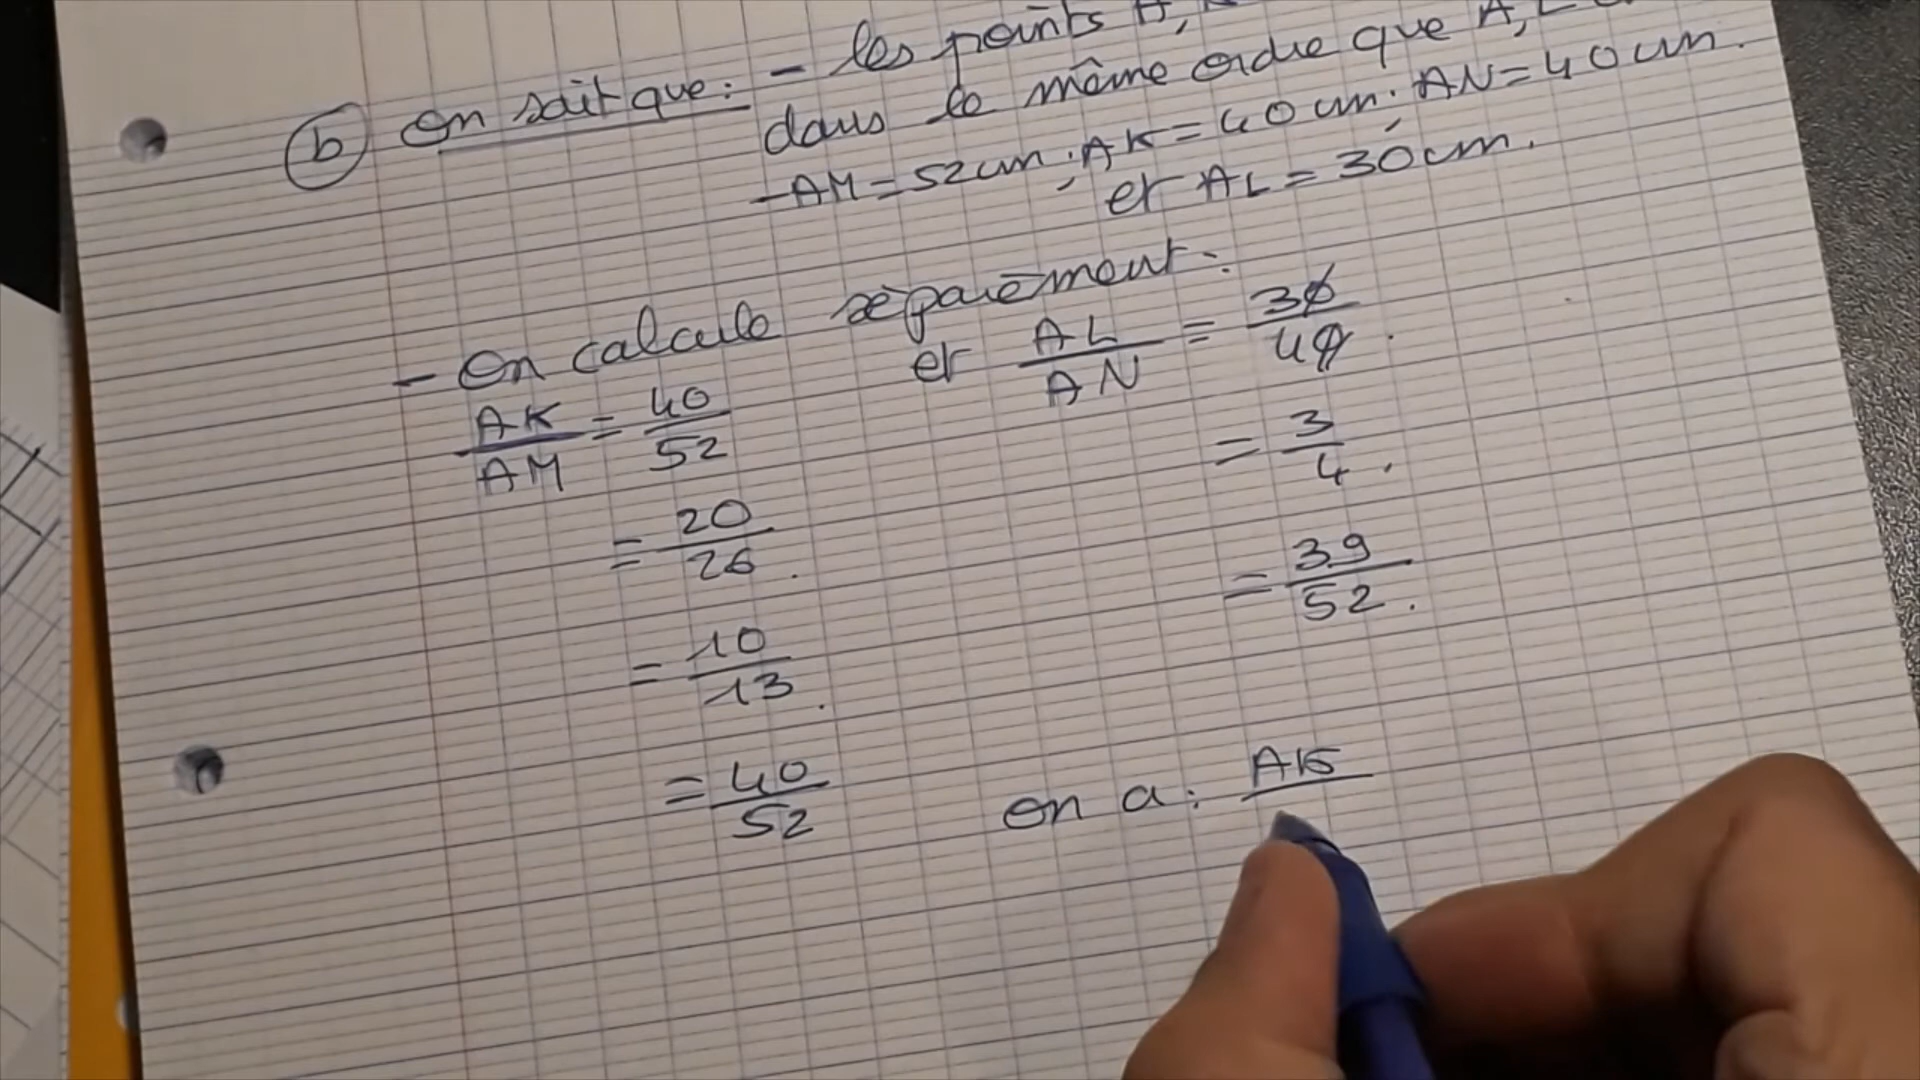 b On sait que: - les points A,
dans le même ordre que A, L
- AM = 52 cm ; AK = 40 cm ; AN = 40 cm.
et AL = 30 cm.
- On calcule séparément :
AK/AM = 40/52 et AL/AN = 30/40.
= 20/26. = 3/4.
= 10/13. = 39/52.
= 40/52 on a : AK